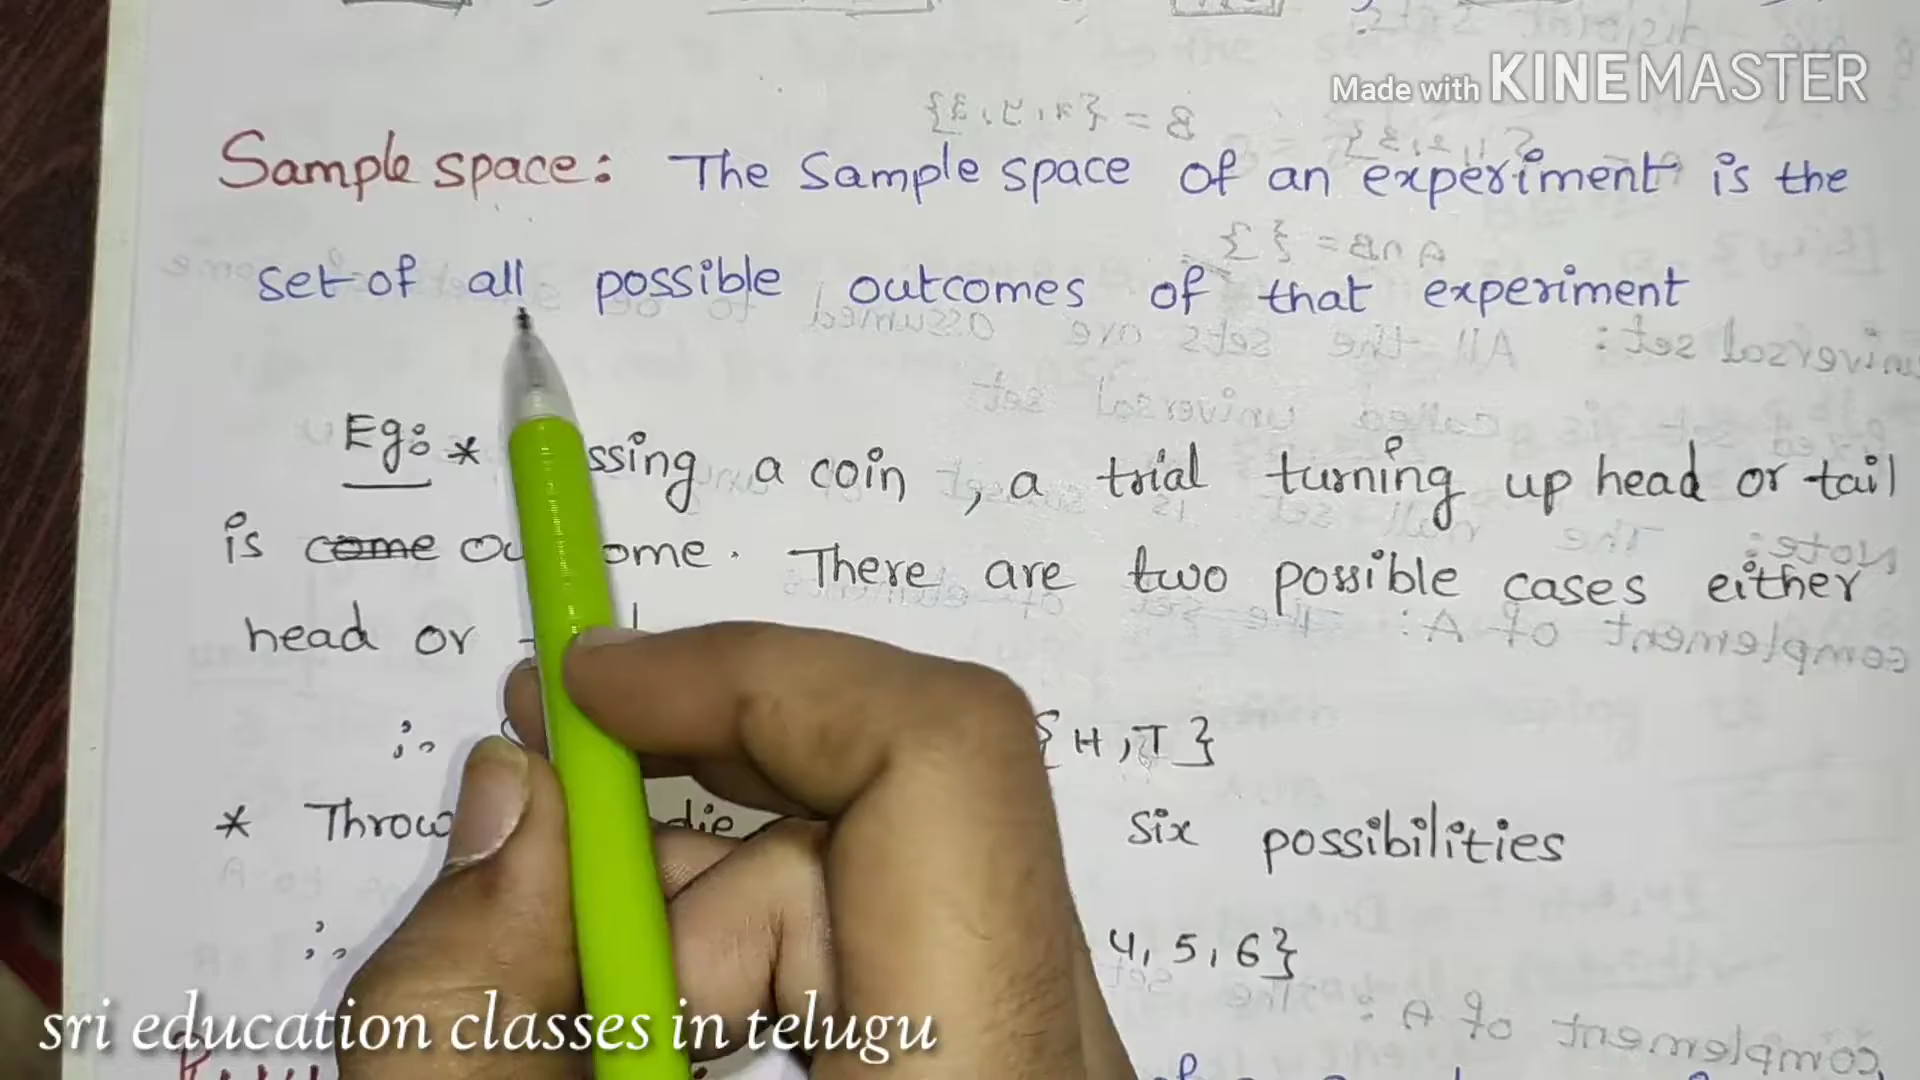 Made with KINEMASTER
Sample space: The Sample space of an experiment is the
set of all possible outcomes of that experiment
Eg: * ssing a coin, a trial turning up head or tail
is come ou ome. There are two possible cases either
head or
∴ {H, T}
* Throw die six possibilities
∴ 4, 5, 6}
sri education classes in telugu